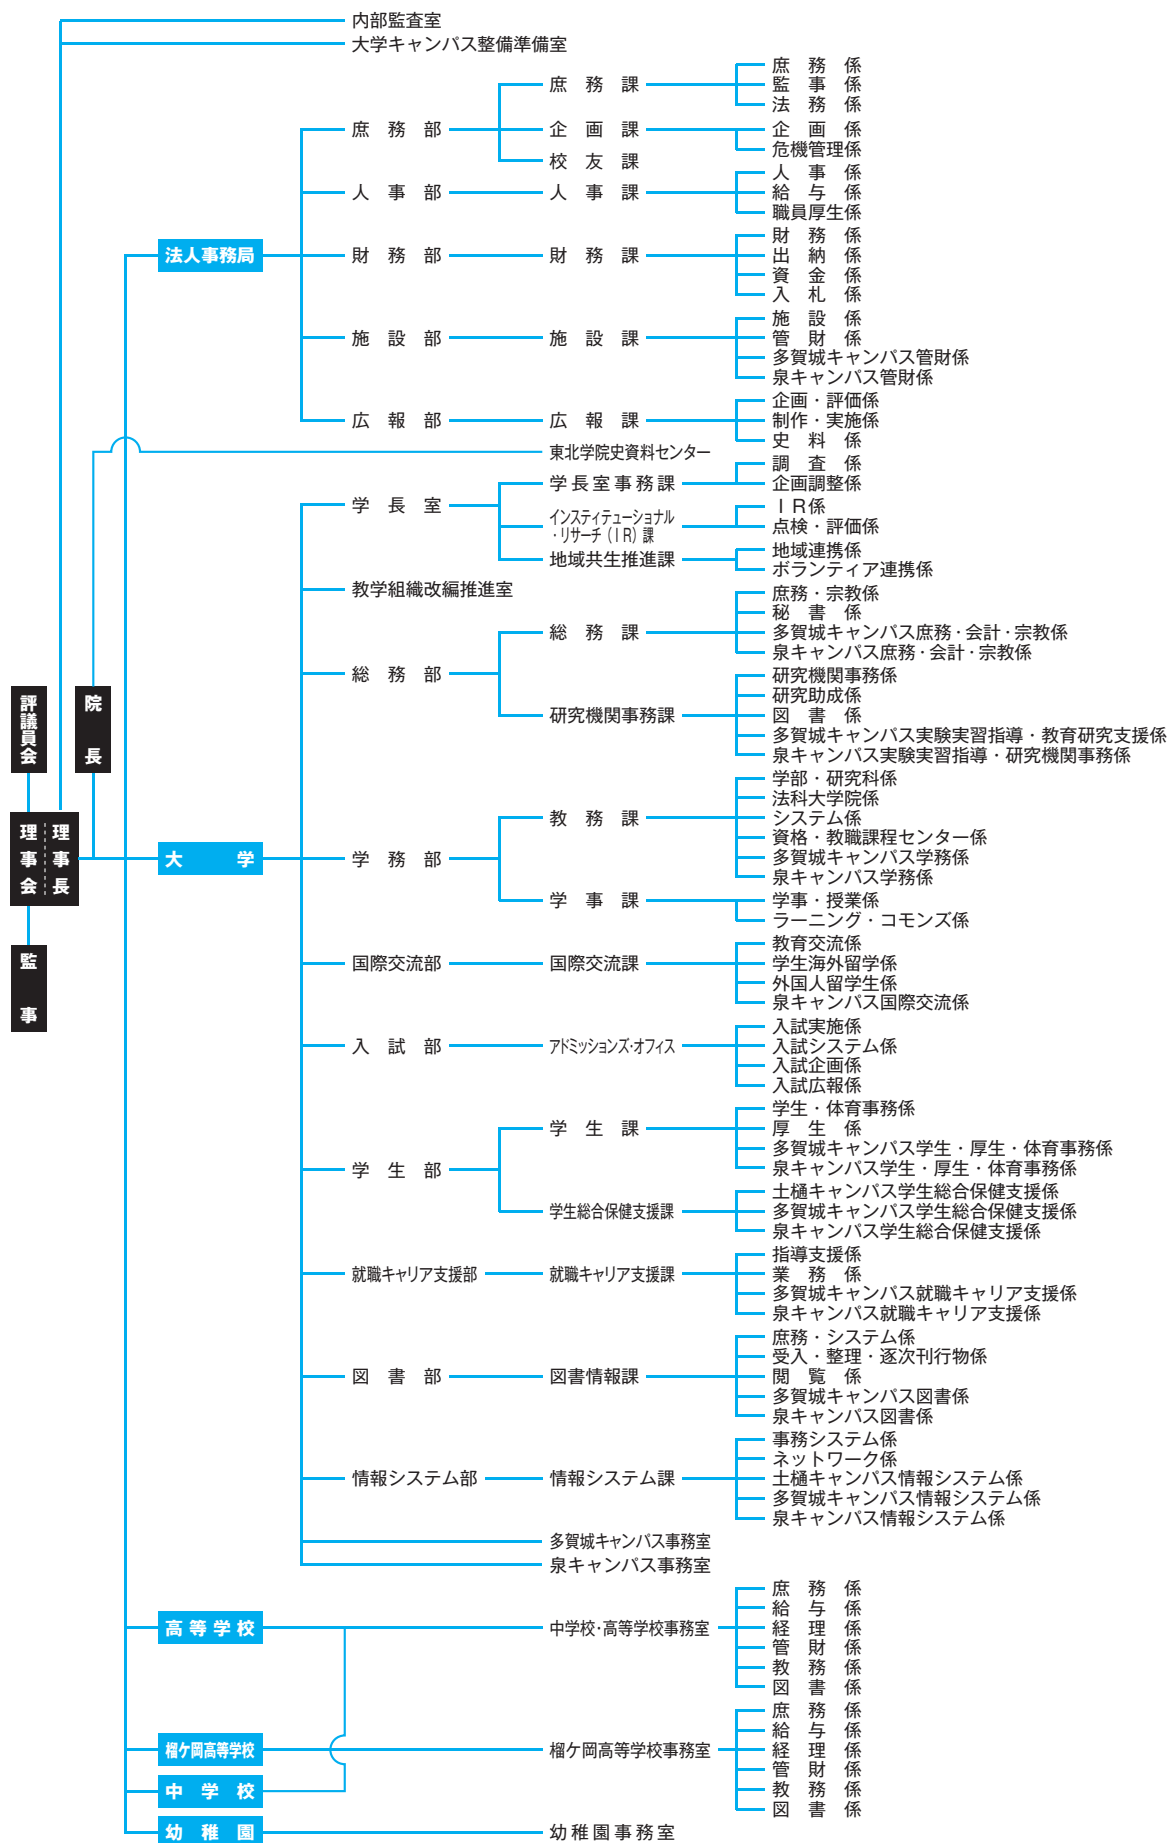 内部監査室
大学キャンパス整備準備室
庶務係
庶務課
監事係
法務係
庶務部
企画課
企画係
危機管理係
校友課
人事係
人事部
人事課
給与係
職員厚生係
法人事務局
財務係
財務部
財務課
出納係
資金係
入札係
施設係
施設部
施設課
管財係
多賀城キャンパス管財係
泉キャンパス管財係
企画・評価係
広報部
広報課
制作・実施係
史料係
東北学院史資料センター
調査係
学長室事務課
企画調整係
学長室
ＩＲ係
インスティテューショナル
・リサーチ（ＩＲ）課
点検・評価係
地域連携係
地域共生推進課
ボランティア連携係
教学組織改編推進室
庶務・宗教係
秘書係
総務課
多賀城キャンパス庶務・会計・宗教係
泉キャンパス庶務・会計・宗教係
総務部
研究機関事務係
研究助成係
研究機関事務課
図書係
多賀城キャンパス実験実習指導・教育研究支援係
泉キャンパス実験実習指導・研究機関事務係
評議員会
院長
理事会
理事長
監事
大学
学部・研究科係
法科大学院係
教務課
システム係
資格・教職課程センター係
学務部
多賀城キャンパス学務係
泉キャンパス学務係
学事課
学事・授業係
ラーニング・コモンズ係
教育交流係
国際交流部
国際交流課
学生海外留学係
外国人留学生係
泉キャンパス国際交流係
入試実施係
入試部
アドミッションズ・オフィス
入試システム係
入試企画係
入試広報係
学生・体育事務係
学生課
厚生係
多賀城キャンパス学生・厚生・体育事務係
泉キャンパス学生・厚生・体育事務係
学生部
土樋キャンパス学生総合保健支援係
学生総合保健支援課
多賀城キャンパス学生総合保健支援係
泉キャンパス学生総合保健支援係
指導支援係
就職キャリア支援部
就職キャリア支援課
業務係
多賀城キャンパス就職キャリア支援係
泉キャンパス就職キャリア支援係
庶務・システム係
受入・整理・逐次刊行物係
図書部
図書情報課
閲覧係
多賀城キャンパス図書係
泉キャンパス図書係
事務システム係
ネットワーク係
情報システム部
情報システム課
土樋キャンパス情報システム係
多賀城キャンパス情報システム係
泉キャンパス情報システム係
多賀城キャンパス事務室
泉キャンパス事務室
庶務係
給与係
高等学校
中学校・高等学校事務室
経理係
管財係
教務係
図書係
庶務係
給与係
榴ケ岡高等学校
榴ケ岡高等学校事務室
経理係
管財係
中学校
教務係
図書係
幼稚園
幼稚園事務室